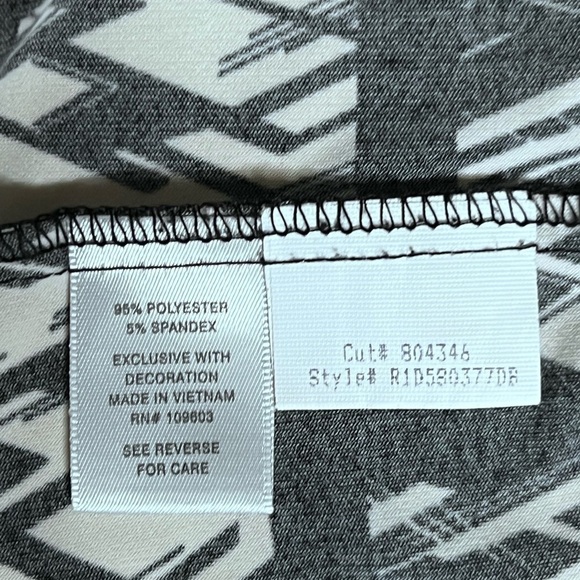 95% POLYESTER
5% SPANDEX
EXCLUSIVE WITH
DECORATION
MADE IN VIETNAM
RN# 109603
SEE REVERSE
FOR CARE
Cut# 804346
Style# R1D580377DB